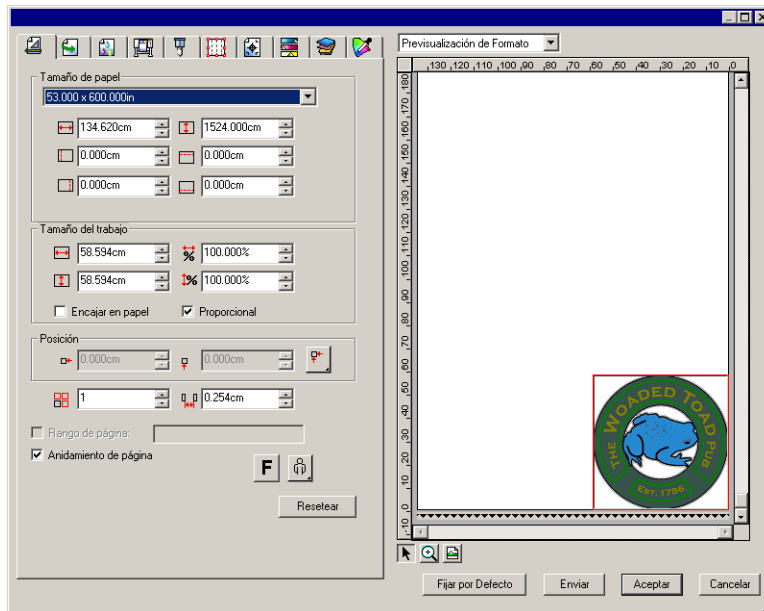 Tamaño de papel
53.000 x 600.000in
134.620cm 1524.000cm
0.000cm 0.000cm
0.000cm 0.000cm
Tamaño del trabajo
58.594cm % 100.000%
58.594cm % 100.000%
Encajar en papel Proporcional
Posición
0.000cm 0.000cm
1 0.254cm
Rango de página:
Anidamiento de página
F
Resetear
Previsualización de Formato
130 120 110 100 90 80 70 60 50 40 30 20 10 0
180
170
160
150
140
130
120
110
100
90
80
70
60
50
40
30
20
10
0
-10
THE WOADED TOAD PUB
EST. 1786
Fijar por Defecto Enviar Aceptar Cancelar